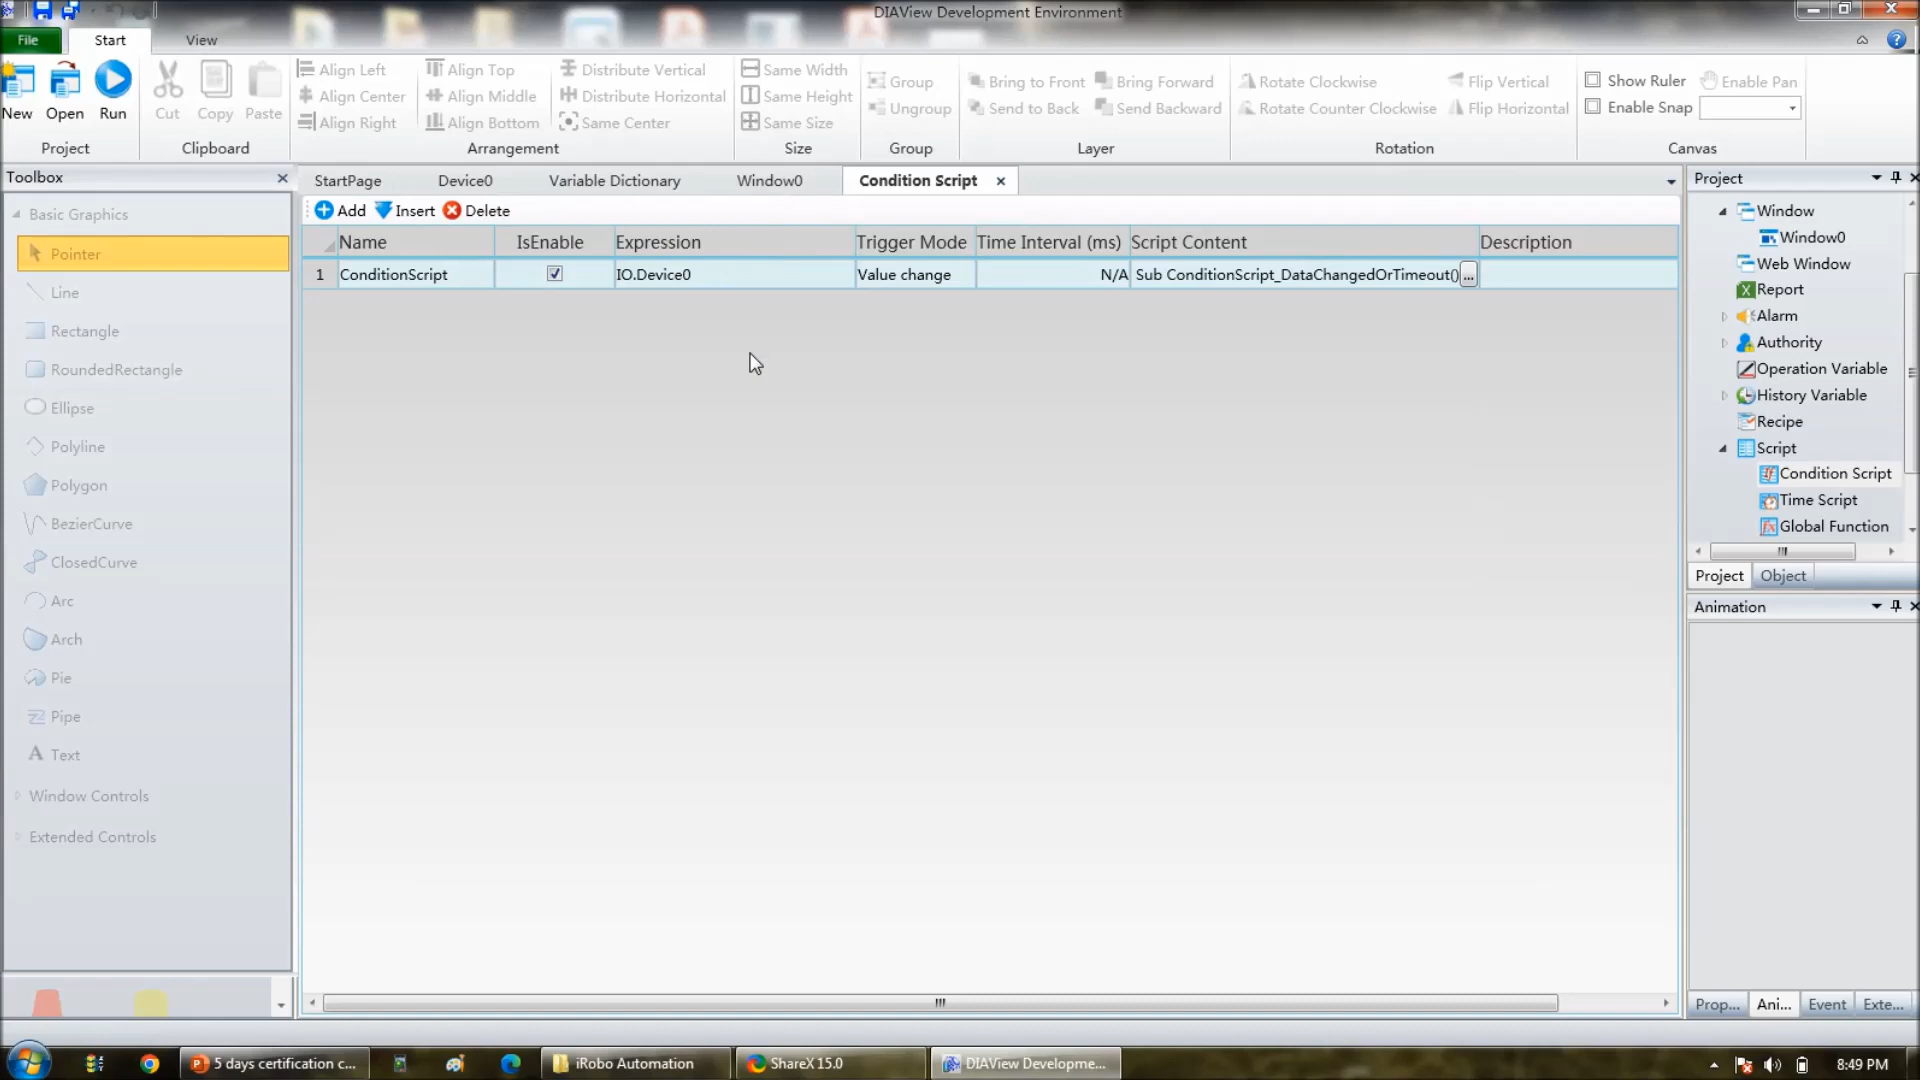 DIAView Development Environment
File
Start
View
New
Open
Run
Project
Cut
Copy
Paste
Clipboard
Align Left
Align Center
Align Right
Align Top
Align Middle
Align Bottom
Distribute Vertical
Distribute Horizontal
Same Center
Arrangement
Same Width
Same Height
Same Size
Size
Group
Ungroup
Group
Bring to Front
Send to Back
Bring Forward
Send Backward
Layer
Rotate Clockwise
Rotate Counter Clockwise
Flip Vertical
Flip Horizontal
Rotation
Show Ruler
Enable Snap
Enable Pan
Canvas
Toolbox
Basic Graphics
Pointer
Line
Rectangle
RoundedRectangle
Ellipse
Polyline
Polygon
BezierCurve
ClosedCurve
Arc
Arch
Pie
Pipe
Text
Window Controls
Extended Controls
StartPage
Device0
Variable Dictionary
Window0
Condition Script
Add
Insert
Delete
Name IsEnable Expression Trigger Mode Time Interval (ms) Script Content Description
1 ConditionScript IO.Device0 Value change N/A Sub ConditionScript_DataChangedOrTimeout() ...
Project
Window
Window0
Web Window
Report
Alarm
Authority
Operation Variable
History Variable
Recipe
Script
Condition Script
Time Script
Global Function
Project
Object
Animation
Prop...
Ani...
Event
Exte...
5 days certification c...
iRobo Automation
ShareX 15.0
DIAView Developme...
8:49 PM